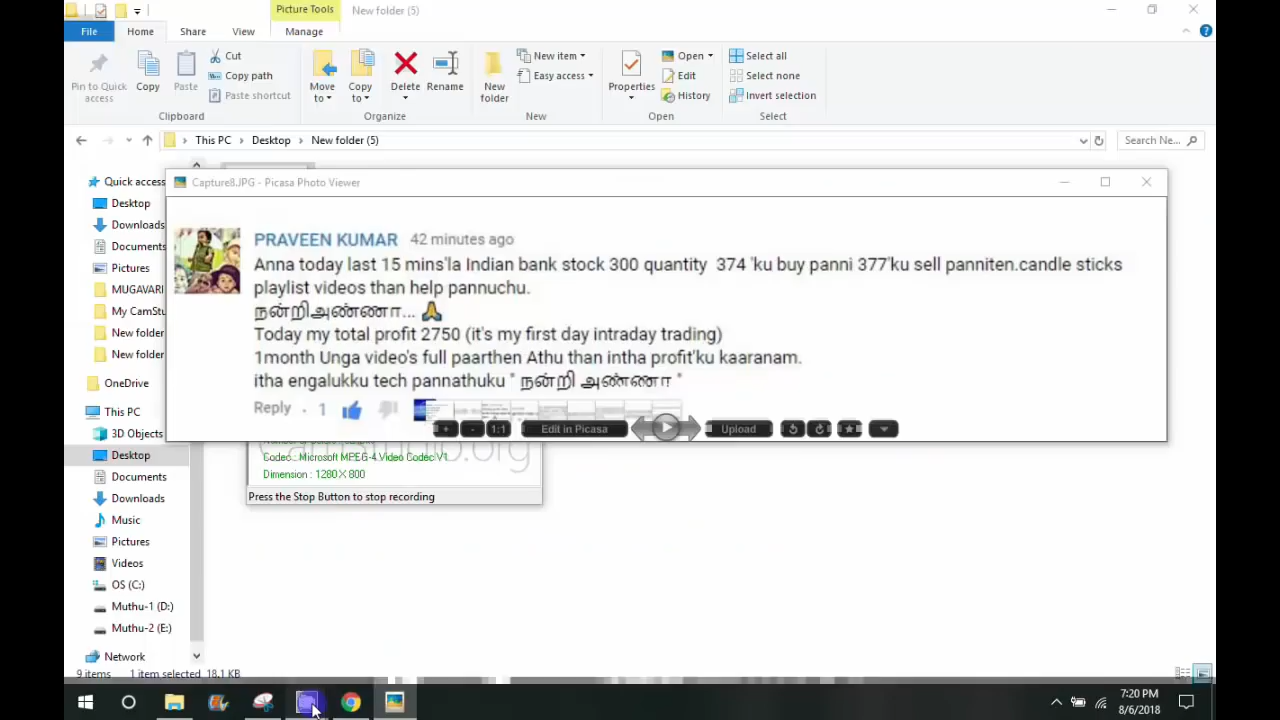 Picture Tools
New folder (5)
File
Home
Share
View
Manage
Pin to Quick access
Copy
Paste
Cut
Copy path
Paste shortcut
Move to
Copy to
Delete
Rename
New folder
New item
Easy access
Properties
Open
Edit
History
Select all
Select none
Invert selection
Clipboard
Organize
New
Open
Select
This PC
Desktop
New folder (5)
Search Ne...
Quick access
Desktop
Downloads
Documents
Pictures
MUGAVARI
My CamStu
New folder
New folder
OneDrive
This PC
3D Objects
Desktop
Documents
Downloads
Music
Pictures
Videos
OS (C:)
Muthu-1 (D:)
Muthu-2 (E:)
Network
Capture8.JPG - Picasa Photo Viewer
PRAVEEN KUMAR 42 minutes ago
Anna today last 15 mins'la Indian bank stock 300 quantity 374 'ku buy panni 377'ku sell panniten.candle sticks
playlist videos than help pannuchu.
நன்றிஅண்ணா... 🙏
Today my total profit 2750 (it's my first day intraday trading)
1month Unga video's full paarthen Athu than intha profit'ku kaaranam.
itha engalukku tech pannathuku " நன்றி அண்ணா "
Reply . 1
+ - 1:1 Edit in Picasa Upload
Codec : Microsoft MPEG-4 Video Codec V1
Dimension : 1280 X 800
Press the Stop Button to stop recording
9 items 1 item selected 18.1 KB
7:20 PM
8/6/2018